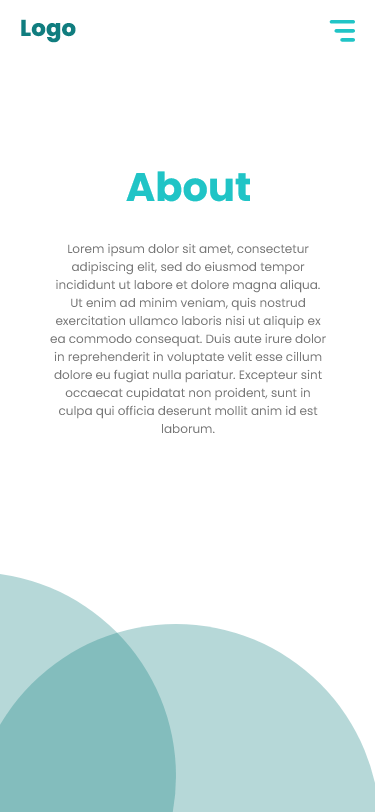 Logo
About
Lorem ipsum dolor sit amet, consectetur
adipiscing elit, sed do eiusmod tempor
incididunt ut labore et dolore magna aliqua.
Ut enim ad minim veniam, quis nostrud
exercitation ullamco laboris nisi ut aliquip ex
ea commodo consequat. Duis aute irure dolor
in reprehenderit in voluptate velit esse cillum
dolore eu fugiat nulla pariatur. Excepteur sint
occaecat cupidatat non proident, sunt in
culpa qui officia deserunt mollit anim id est
laborum.